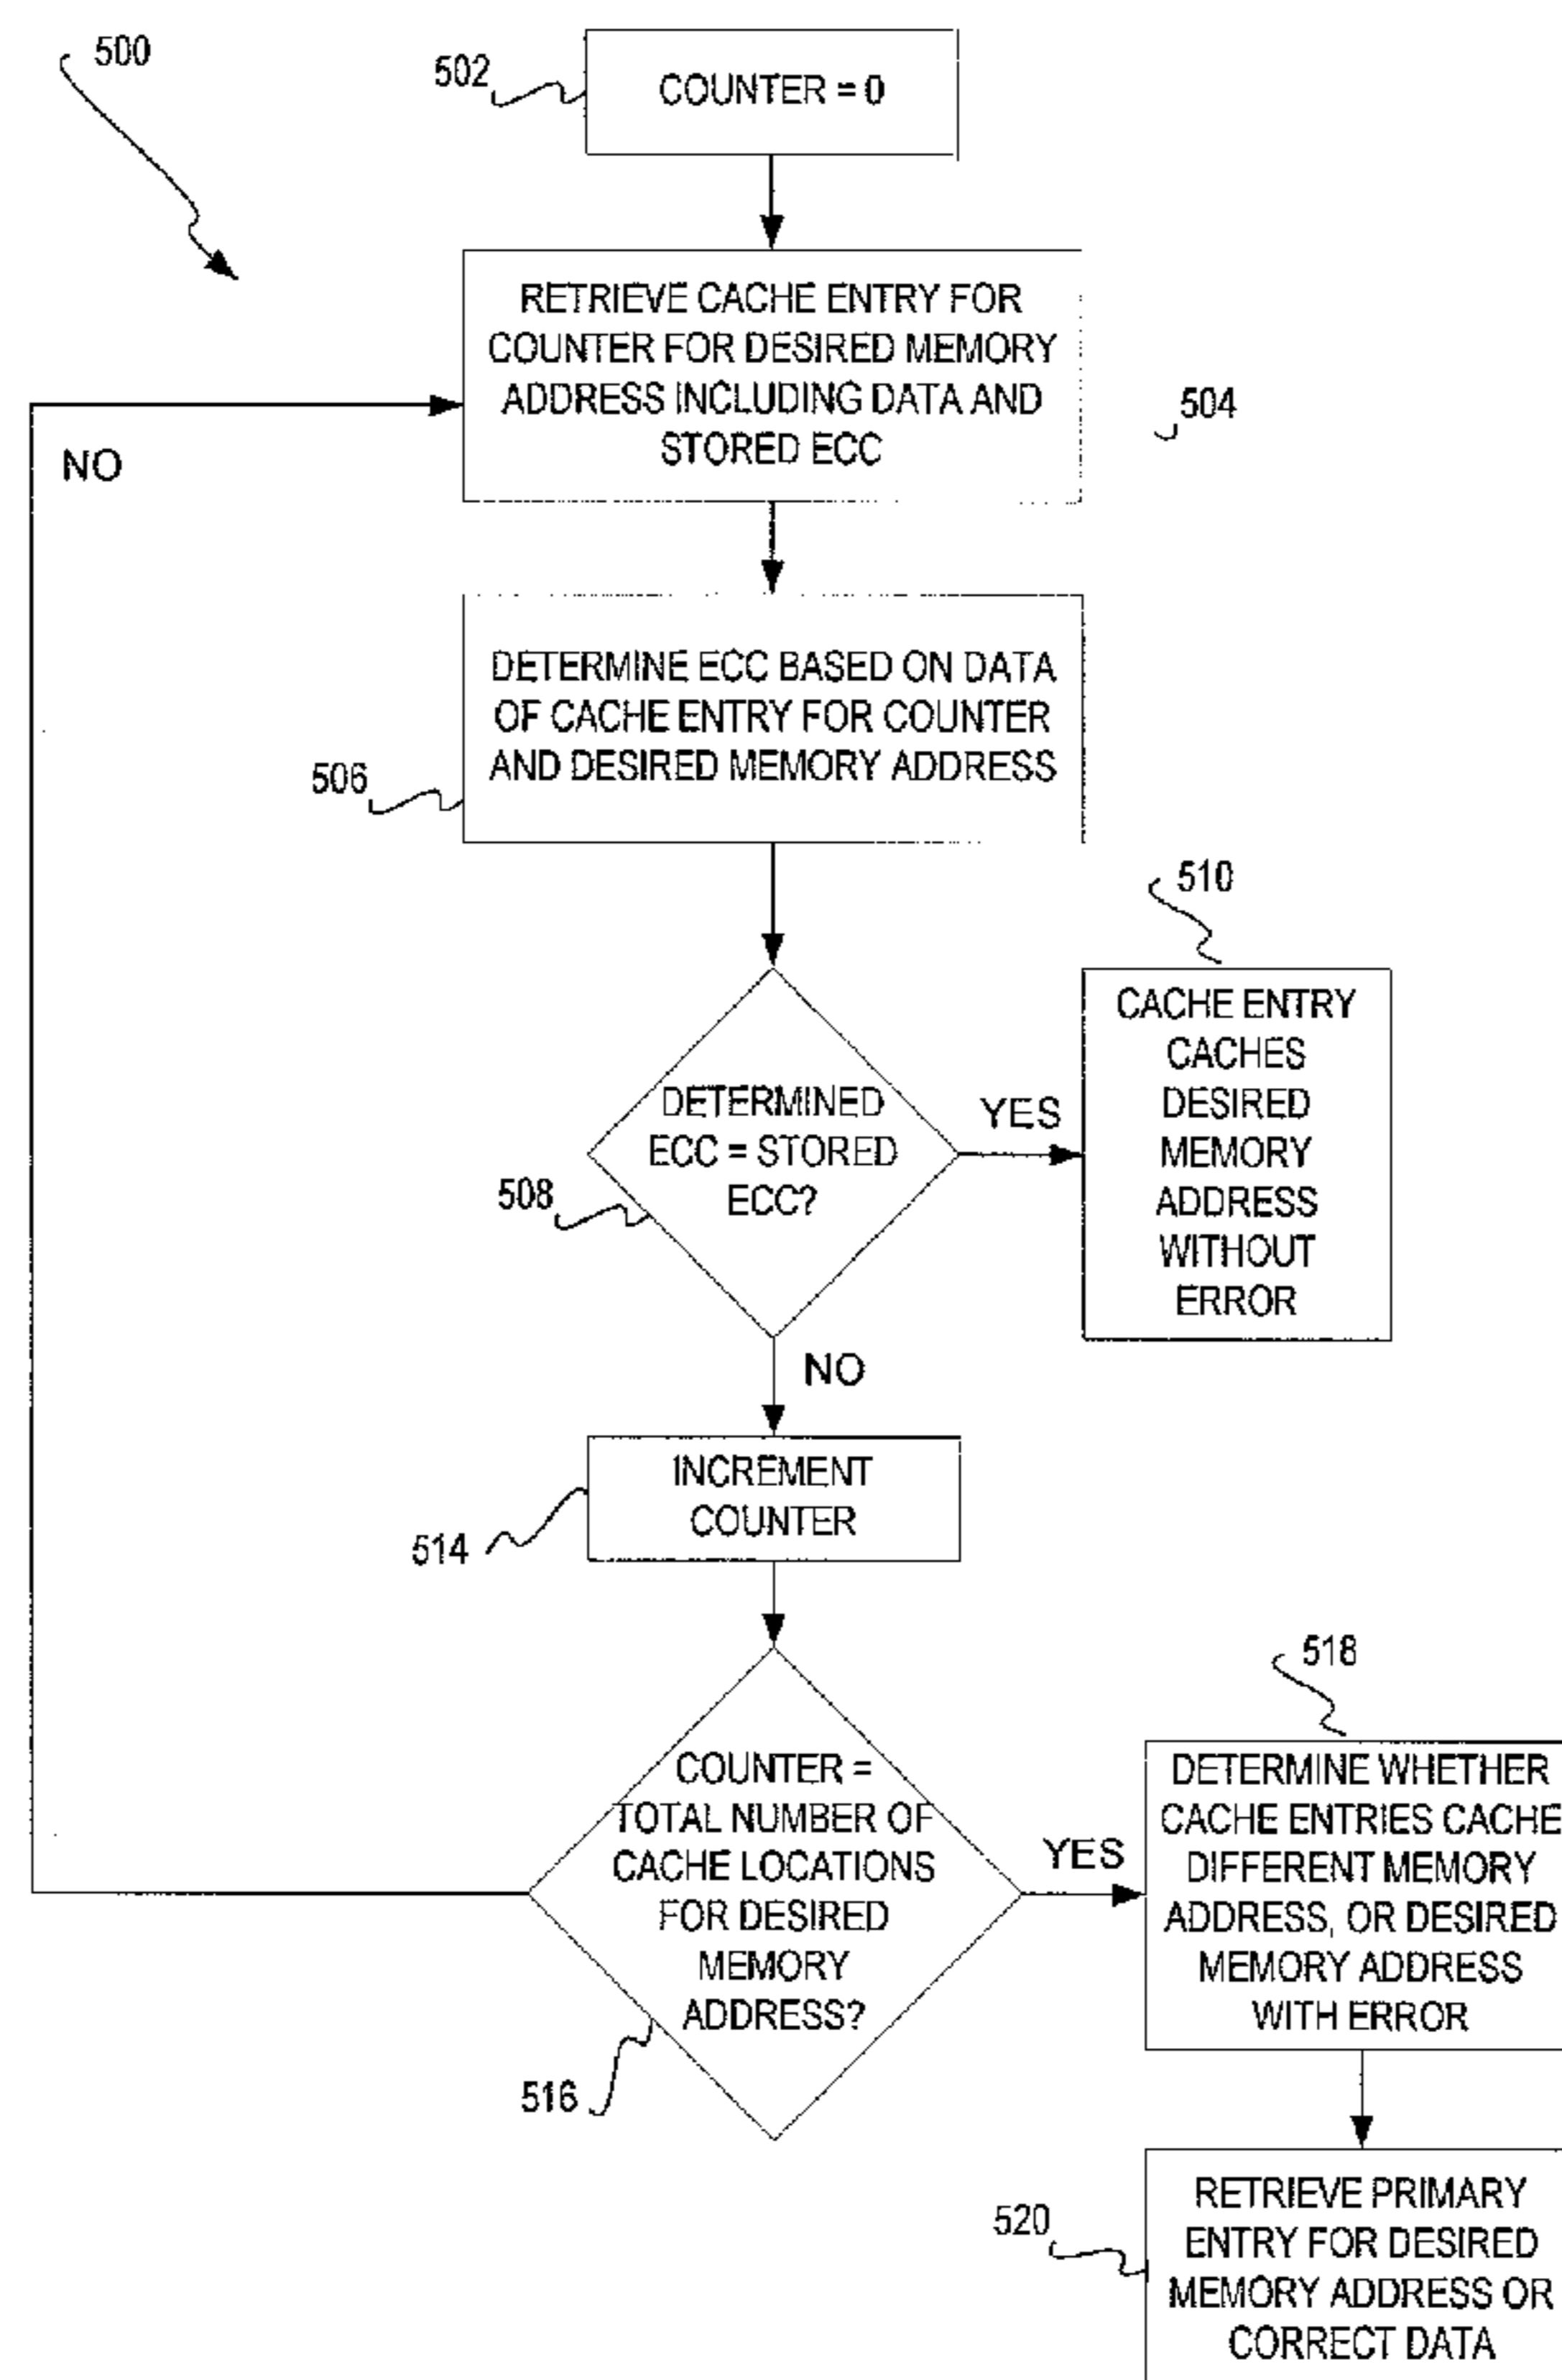 500
502
COUNTER = 0
RETRIEVE CACHE ENTRY FOR
COUNTER FOR DESIRED MEMORY
ADDRESS INCLUDING DATA AND
STORED ECC
504
NO
DETERMINE ECC BASED ON DATA
OF CACHE ENTRY FOR COUNTER
AND DESIRED MEMORY ADDRESS
506
510
CACHE ENTRY
CACHES
DESIRED
MEMORY
ADDRESS
WITHOUT
ERROR
DETERMINED
ECC = STORED
ECC?
YES
508
NO
INCREMENT
COUNTER
514
518
COUNTER =
TOTAL NUMBER OF
CACHE LOCATIONS
FOR DESIRED
MEMORY
ADDRESS?
YES
516
DETERMINE WHETHER
CACHE ENTRIES CACHE
DIFFERENT MEMORY
ADDRESS, OR DESIRED
MEMORY ADDRESS
WITH ERROR
520
RETRIEVE PRIMARY
ENTRY FOR DESIRED
MEMORY ADDRESS OR
CORRECT DATA